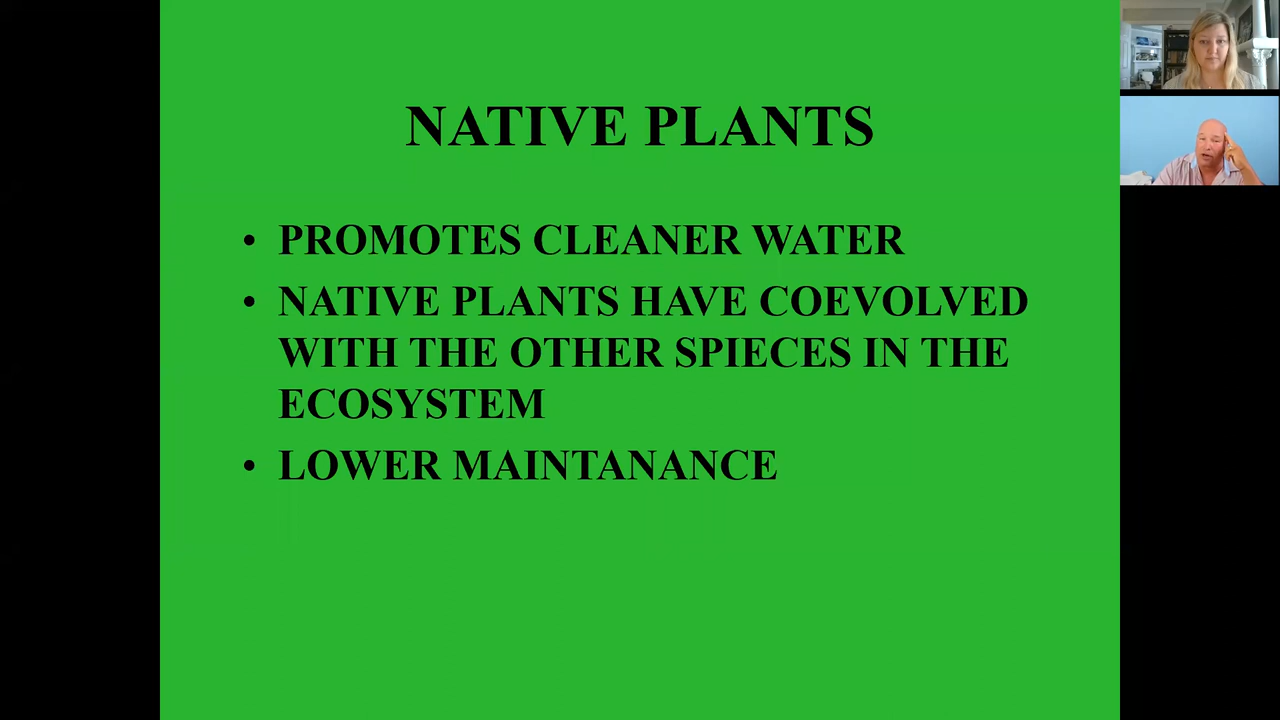 NATIVE PLANTS
• PROMOTES CLEANER WATER
• NATIVE PLANTS HAVE COEVOLVED
WITH THE OTHER SPIECES IN THE
ECOSYSTEM
• LOWER MAINTANANCE